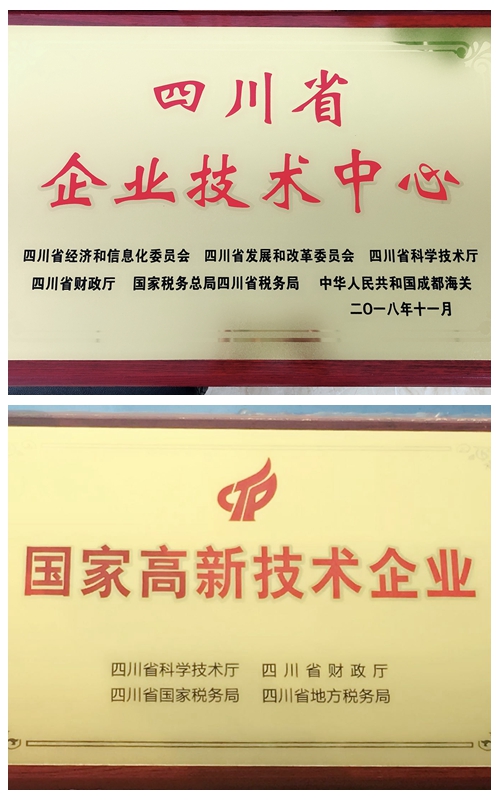 四川省
企业技术中心
四川省经济和信息化委员会 四川省发展和改革委员会 四川省科学技术厅
四川省财政厅 国家税务总局四川省税务局 中华人民共和国成都海关
二〇一八年十一月
国家高新技术企业
四川省科学技术厅 四川省财政厅
四川省国家税务局 四川省地方税务局